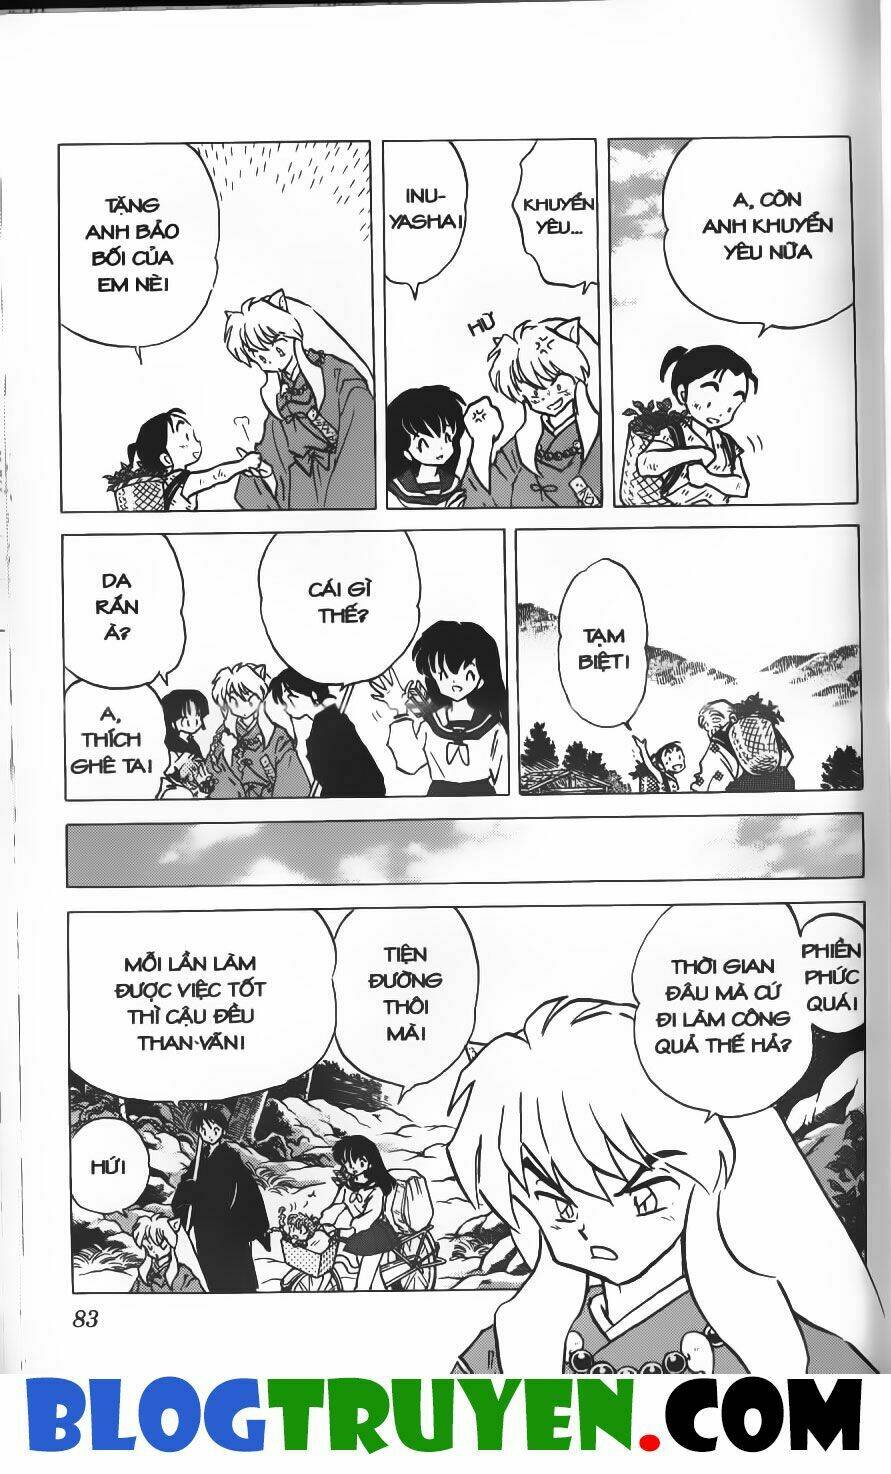 A, CÒN
ANH KHUYỂN
YÊU NỮA
KHUYỂN
YÊU...
INU-
YASHA!
HỪ
TẶNG
ANH BẢO
BỐI CỦA
EM NÈ!
TẠM
BIỆT!
CÁI GÌ
THẾ?
DA
RẮN
À?
A,
THÍCH
GHÊ TA!
PHIỀN
PHỨC
QUÁ!
THỜI GIAN
ĐÂU MÀ CỨ
ĐI LÀM CÔNG
QUẢ THẾ HẢ?
TIỆN
ĐƯỜNG
THÔI
MÀ!
MỖI LẦN LÀM
ĐƯỢC VIỆC TỐT
THÌ CẬU ĐỀU
THAN VÃN!
HỨ!
83
BLOGTRUYEN.COM